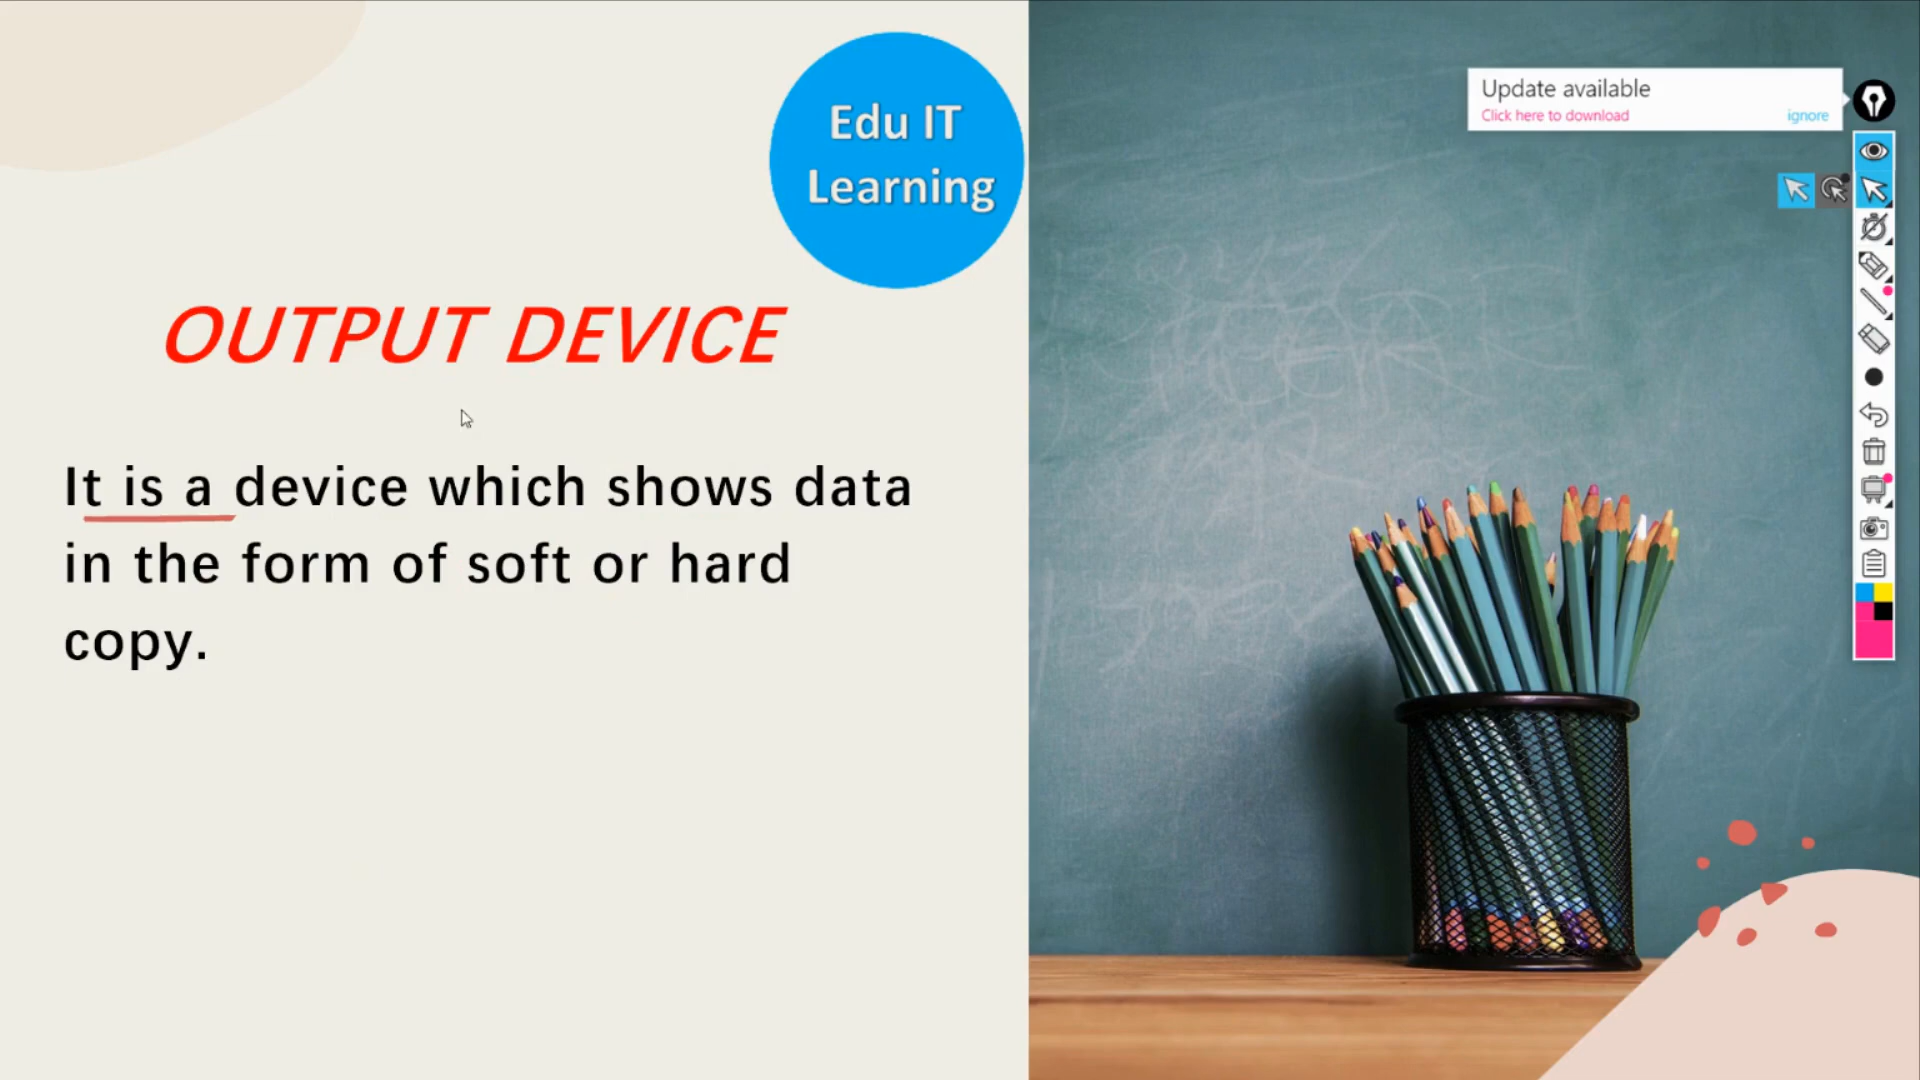 Edu IT
Learning
OUTPUT DEVICE
It is a device which shows data
in the form of soft or hard
copy.
Update available
Click here to download
ignore